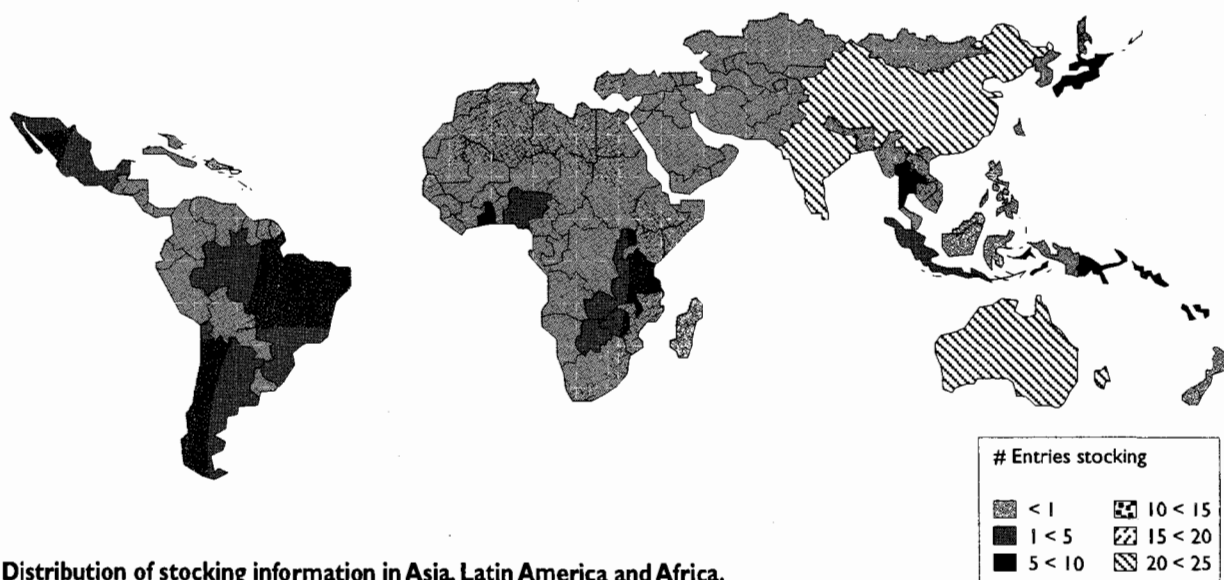 # Entries stocking
< 1
10 < 15
1 < 5
15 < 20
5 < 10
20 < 25
Distribution of stocking information in Asia, Latin America and Africa.